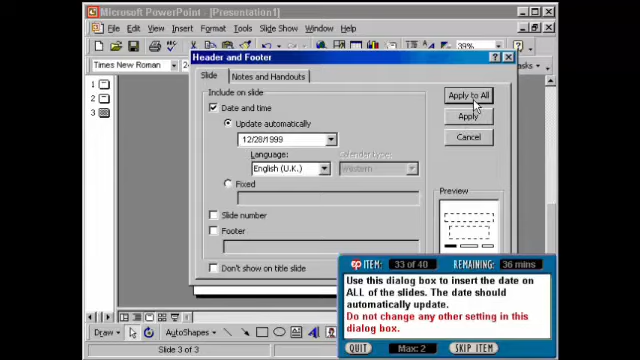 Microsoft PowerPoint - [Presentation1]
File Edit View Insert Format Tools Slide Show Window Help
39%
Times New Roman
Header and Footer
Slide
Notes and Handouts
Include on slide
Date and time
Update automatically
12/28/1999
Language:
Calendar type:
English (U.K.)
Western
Fixed
Slide number
Footer
Don't show on title slide
Apply to All
Apply
Cancel
Preview
1
2
3
ITEM: 33 of 40 REMAINING: 36 mins
Use this dialog box to insert the date on
ALL of the slides. The date should
automatically update.
Do not change any other setting in this
dialog box.
QUIT Max: 2 SKIP ITEM
Draw AutoShapes
Slide 3 of 3